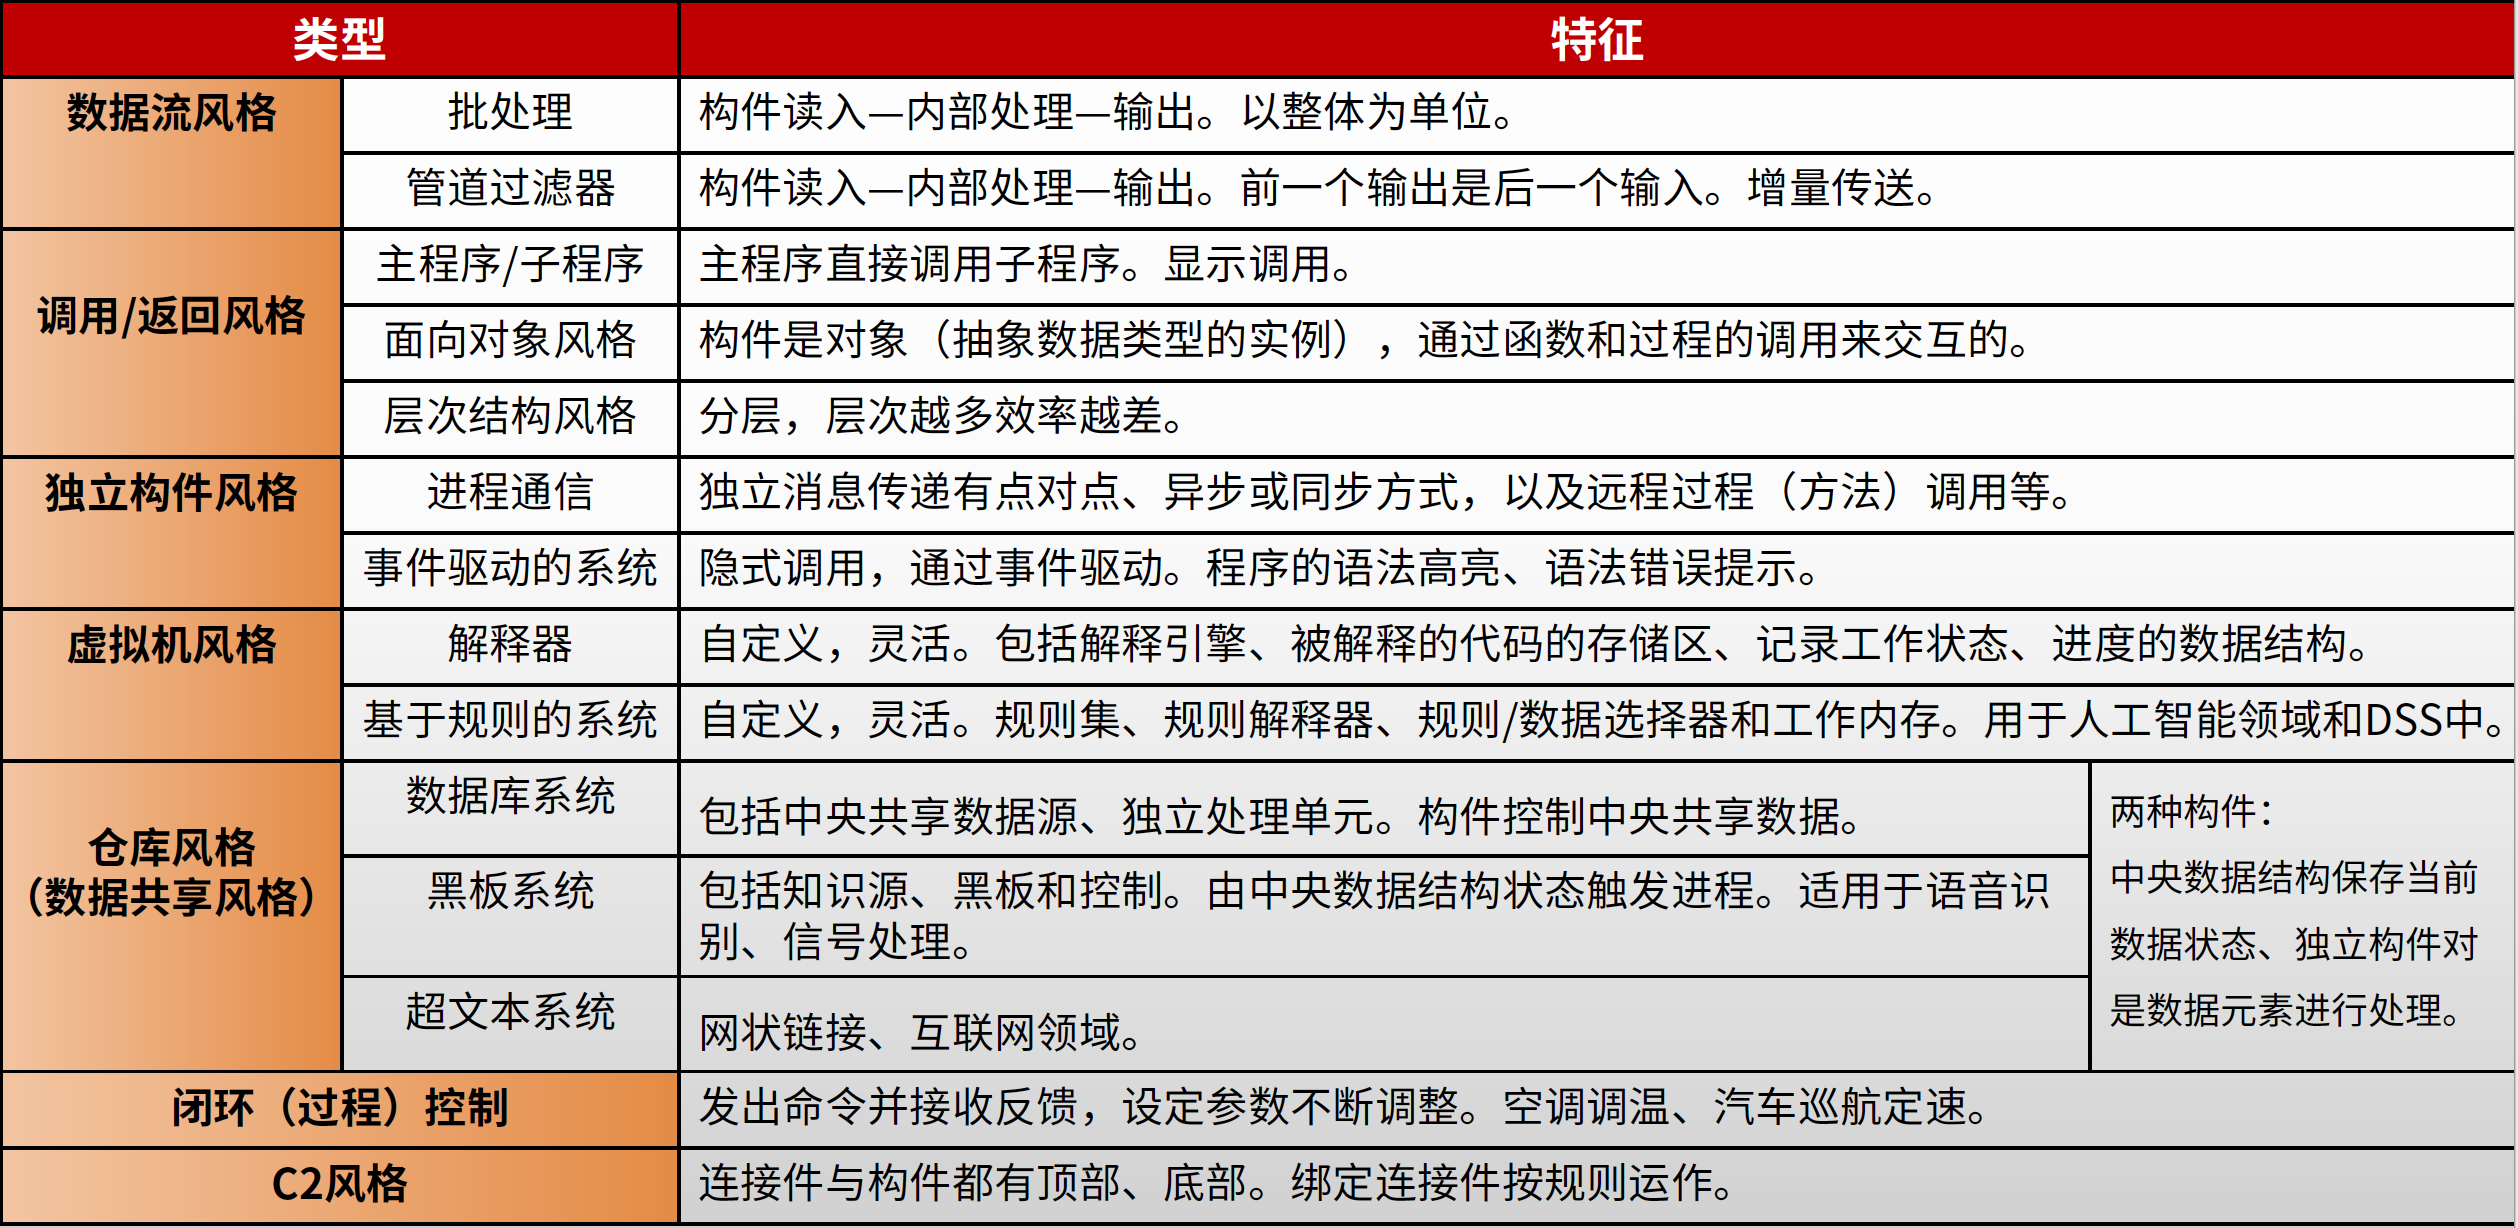 类型
特征
数据流风格
批处理
构件读入—内部处理—输出。以整体为单位。
管道过滤器
构件读入—内部处理—输出。前一个输出是后一个输入。增量传送。
调用/返回风格
主程序/子程序
主程序直接调用子程序。显示调用。
面向对象风格
构件是对象（抽象数据类型的实例），通过函数和过程的调用来交互的。
层次结构风格
分层，层次越多效率越差。
独立构件风格
进程通信
独立消息传递有点对点、异步或同步方式，以及远程过程（方法）调用等。
事件驱动的系统
隐式调用，通过事件驱动。程序的语法高亮、语法错误提示。
虚拟机风格
解释器
自定义，灵活。包括解释引擎、被解释的代码的存储区、记录工作状态、进度的数据结构。
基于规则的系统
自定义，灵活。规则集、规则解释器、规则/数据选择器和工作内存。用于人工智能领域和DSS中。
仓库风格
（数据共享风格）
数据库系统
包括中央共享数据源、独立处理单元。构件控制中央共享数据。
黑板系统
包括知识源、黑板和控制。由中央数据结构状态触发进程。适用于语音识
别、信号处理。
超文本系统
网状链接、互联网领域。
两种构件：
中央数据结构保存当前
数据状态、独立构件对
是数据元素进行处理。
闭环（过程）控制
发出命令并接收反馈，设定参数不断调整。空调调温、汽车巡航定速。
C2风格
连接件与构件都有顶部、底部。绑定连接件按规则运作。